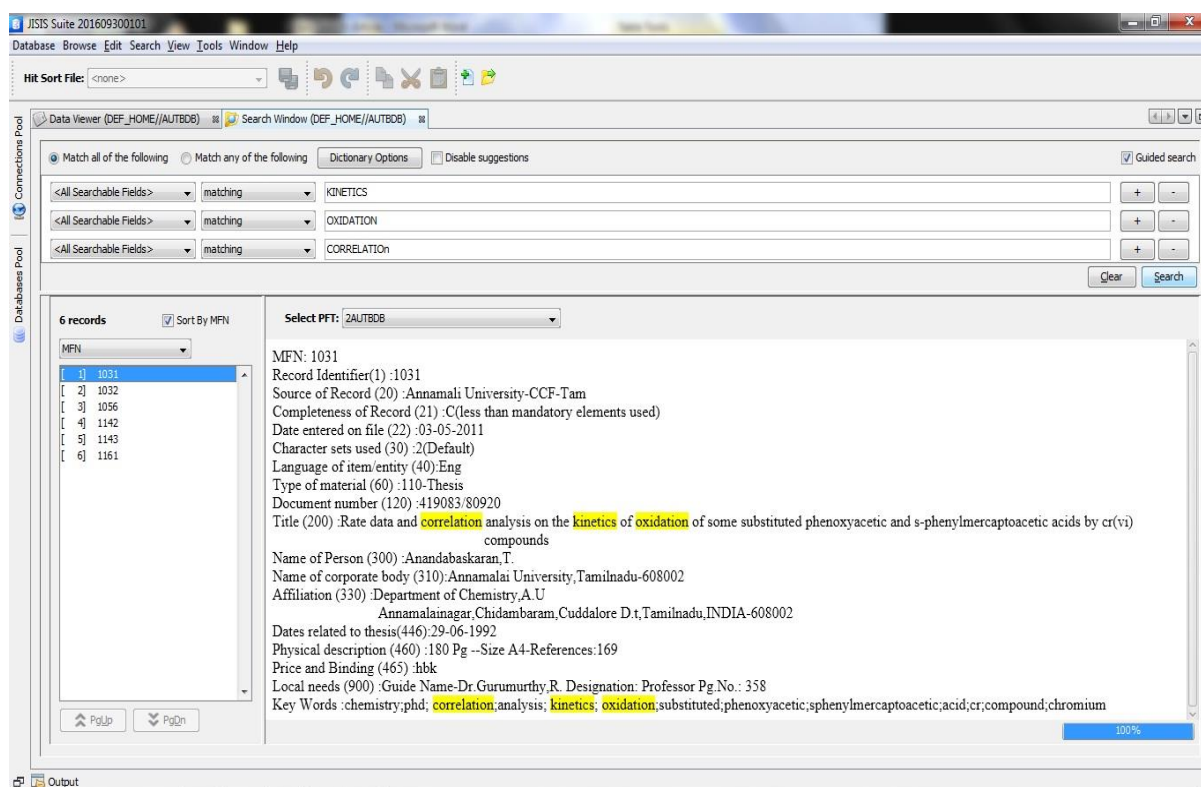 JISIS Suite 201609300101
Database Browse Edit Search View Tools Window Help
Hit Sort File: <none>
Data Viewer (DEF_HOME//AUTBDB) Search Window (DEF_HOME//AUTBDB)
Connections Pool
Databases Pool
Match all of the following Match any of the following Dictionary Options Disable suggestions Guided search
<All Searchable Fields> matching KINETICS + -
<All Searchable Fields> matching OXIDATION + -
<All Searchable Fields> matching CORRELATIOn + -
Clear Search
6 records Sort By MFN
MFN
[ 1] 1031
[ 2] 1032
[ 3] 1056
[ 4] 1142
[ 5] 1143
[ 6] 1161
PgUp PgDn
Select PFT: 2AUTBDB
MFN: 1031
Record Identifier(1) :1031
Source of Record (20) :Annamali University-CCF-Tam
Completeness of Record (21) :C(less than mandatory elements used)
Date entered on file (22) :03-05-2011
Character sets used (30) :2(Default)
Language of item/entity (40):Eng
Type of material (60) :110-Thesis
Document number (120) :419083/80920
Title (200) :Rate data and correlation analysis on the kinetics of oxidation of some substituted phenoxyacetic and s-phenylmercaptoacetic acids by cr(vi)
compounds
Name of Person (300) :Anandabaskaran,T.
Name of corporate body (310):Annamalai University,Tamilnadu-608002
Affiliation (330) :Department of Chemistry,A.U
Annamalainagar,Chidambaram,Cuddalore D.t,Tamilnadu,INDIA-608002
Dates related to thesis(446):29-06-1992
Physical description (460) :180 Pg --Size A4-References:169
Price and Binding (465) :hbk
Local needs (900) :Guide Name-Dr.Gurumurthy,R. Designation: Professor Pg.No.: 358
Key Words :chemistry;phd; correlation;analysis; kinetics; oxidation;substituted;phenoxyacetic;sphenylmercaptoacetic;acid;cr;compound;chromium
100%
Output